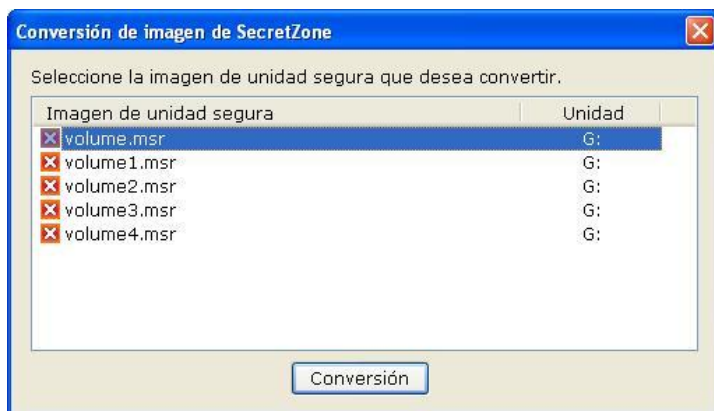 Conversión de imagen de SecretZone
Seleccione la imagen de unidad segura que desea convertir.
Imagen de unidad segura Unidad
volume.msr G:
volume1.msr G:
volume2.msr G:
volume3.msr G:
volume4.msr G:
Conversión